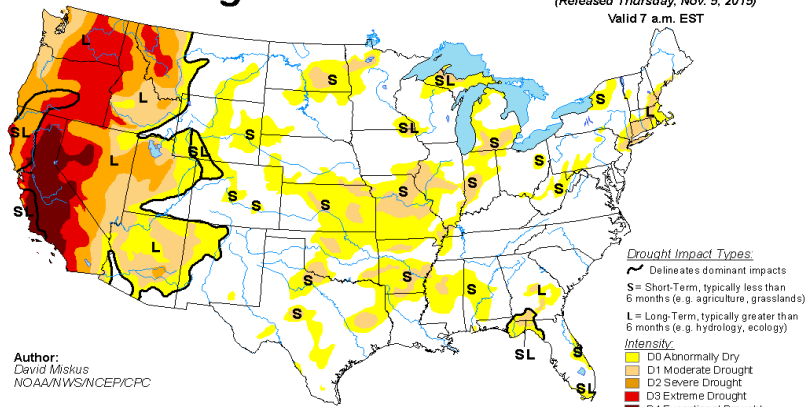 (Released Thursday, Nov. 5, 2015)
Valid 7 a.m. EST
L
L
S
SL
S
L
SL
S
SL
L
SL
S
S
S
S
S
S
S
S
S
L
S
S
S
S
S
L
SL
S
SL
Drought Impact Types:
Delineates dominant impacts
S = Short-Term, typically less than
6 months (e.g. agriculture, grasslands)
L = Long-Term, typically greater than
6 months (e.g. hydrology, ecology)
Intensity:
D0 Abnormally Dry
D1 Moderate Drought
D2 Severe Drought
D3 Extreme Drought
Author:
David Miskus
NOAA/NWS/NCEP/CPC